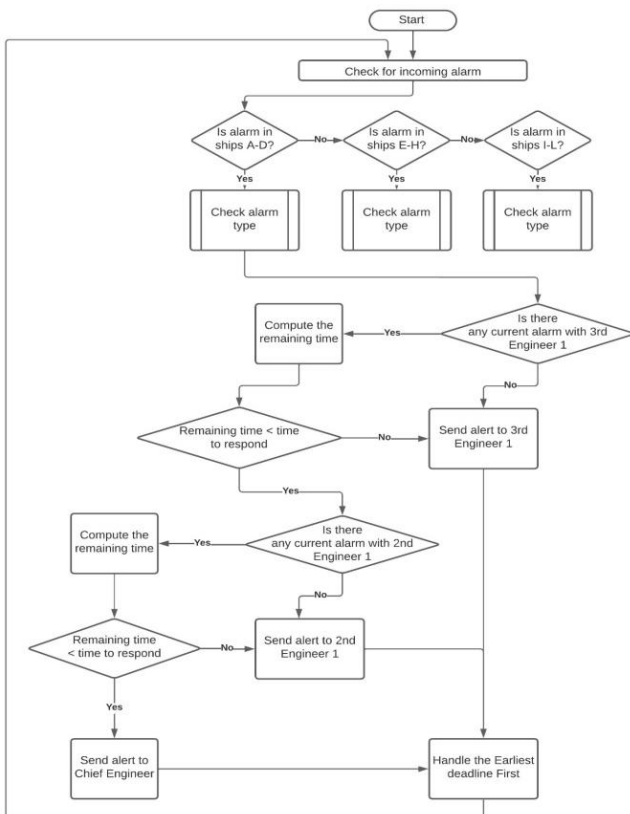 Start
Check for incoming alarm
Is alarm in
ships A-D?
No
Is alarm in
ships E-H?
No
Is alarm in
ships I-L?
Yes
Yes
Yes
Check alarm
type
Check alarm
type
Check alarm
type
Is there
any current alarm with 3rd
Engineer 1
Yes
Compute the
remaining time
No
Remaining time < time
to respond
No
Send alert to 3rd
Engineer 1
Yes
Is there
any current alarm with 2nd
Engineer 1
Yes
Compute the
remaining time
No
Remaining time
< time to respond
No
Send alert to 2nd
Engineer 1
Yes
Send alert to
Chief Engineer
Handle the Earliest
deadline First